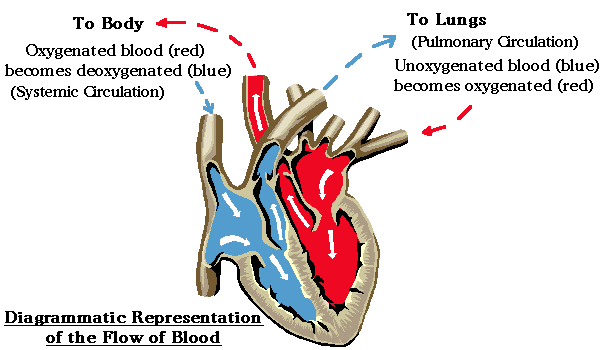 To Body
Oxygenated blood (red)
becomes deoxygenated (blue)
(Systemic Circulation)
To Lungs
(Pulmonary Circulation)
Unoxygenated blood (blue)
becomes oxygenated (red)
Diagrammatic Representation
of the Flow of Blood